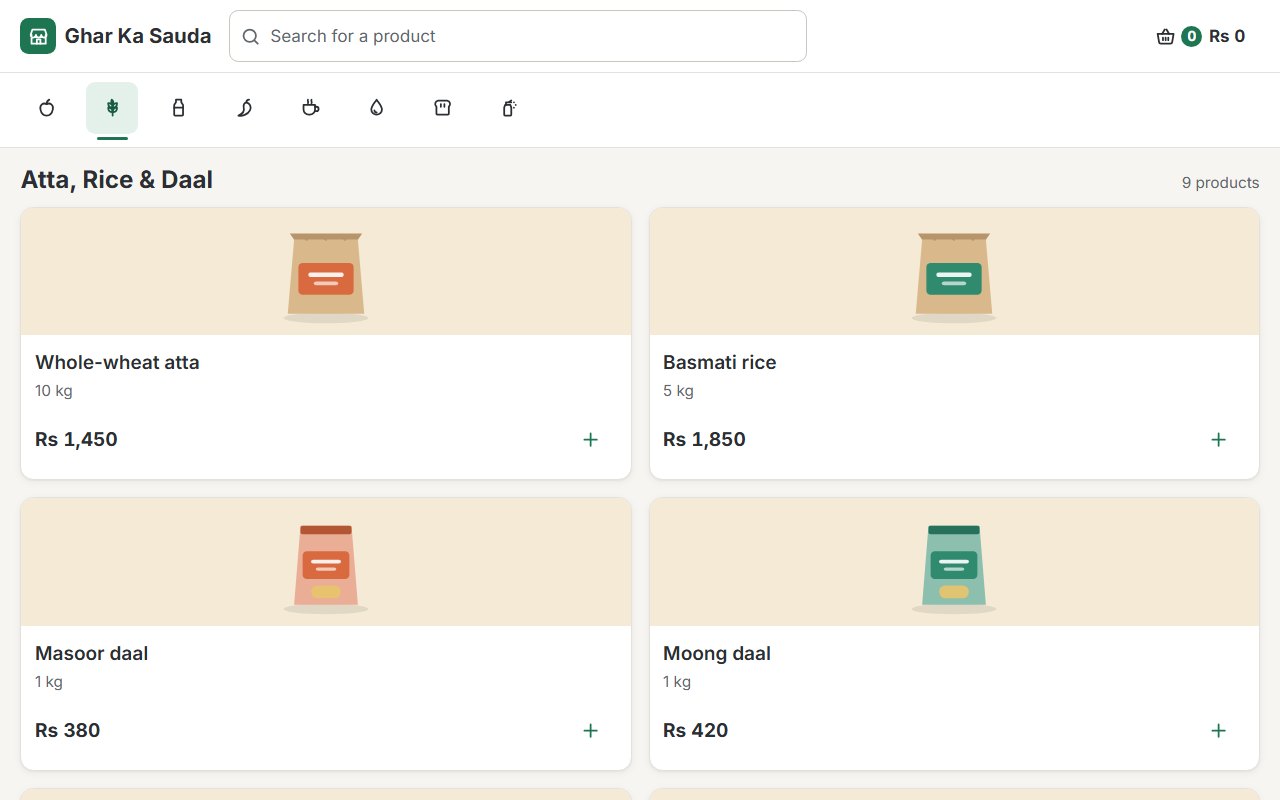 Ghar Ka Sauda
Search for a product
0 Rs 0
Atta, Rice & Daal
9 products
Whole-wheat atta
10 kg
Rs 1,450
Basmati rice
5 kg
Rs 1,850
Masoor daal
1 kg
Rs 380
Moong daal
1 kg
Rs 420